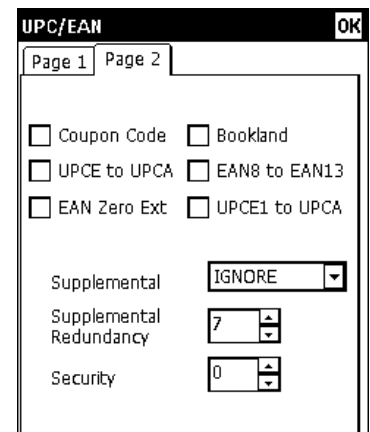 UPC/EAN OK
Page 1 Page 2
Coupon Code Bookland
UPCE to UPCA EAN8 to EAN13
EAN Zero Ext UPCE1 to UPCA
Supplemental IGNORE
Supplemental
Redundancy 7
Security 0